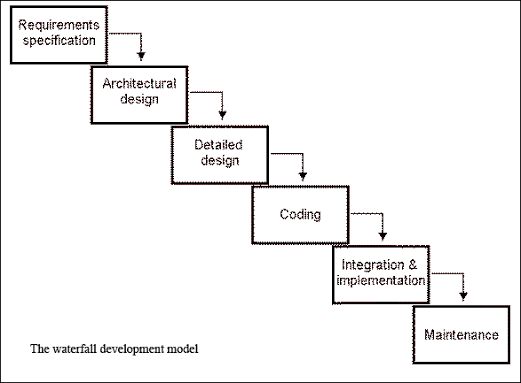 Requirements
specification
Architectural
design
Detailed
design
Coding
Integration &
implementation
Maintenance
The waterfall development model